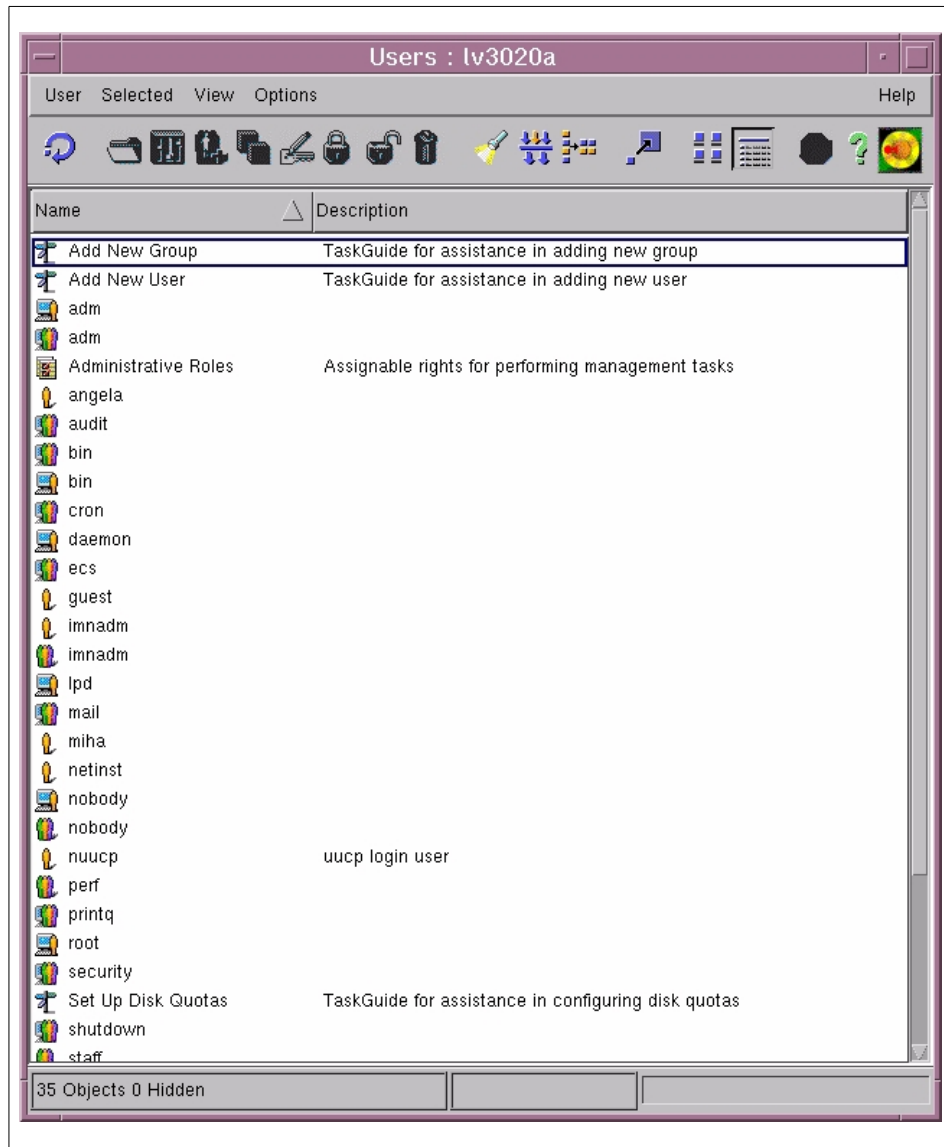 Users : lv3020a
User Selected View Options Help
Name Description
Add New Group TaskGuide for assistance in adding new group
Add New User TaskGuide for assistance in adding new user
adm
adm
Administrative Roles Assignable rights for performing management tasks
angela
audit
bin
bin
cron
daemon
ecs
guest
imnadm
imnadm
lpd
mail
miha
netinst
nobody
nobody
nuucp uucp login user
perf
printq
root
security
Set Up Disk Quotas TaskGuide for assistance in configuring disk quotas
shutdown
staff
35 Objects 0 Hidden